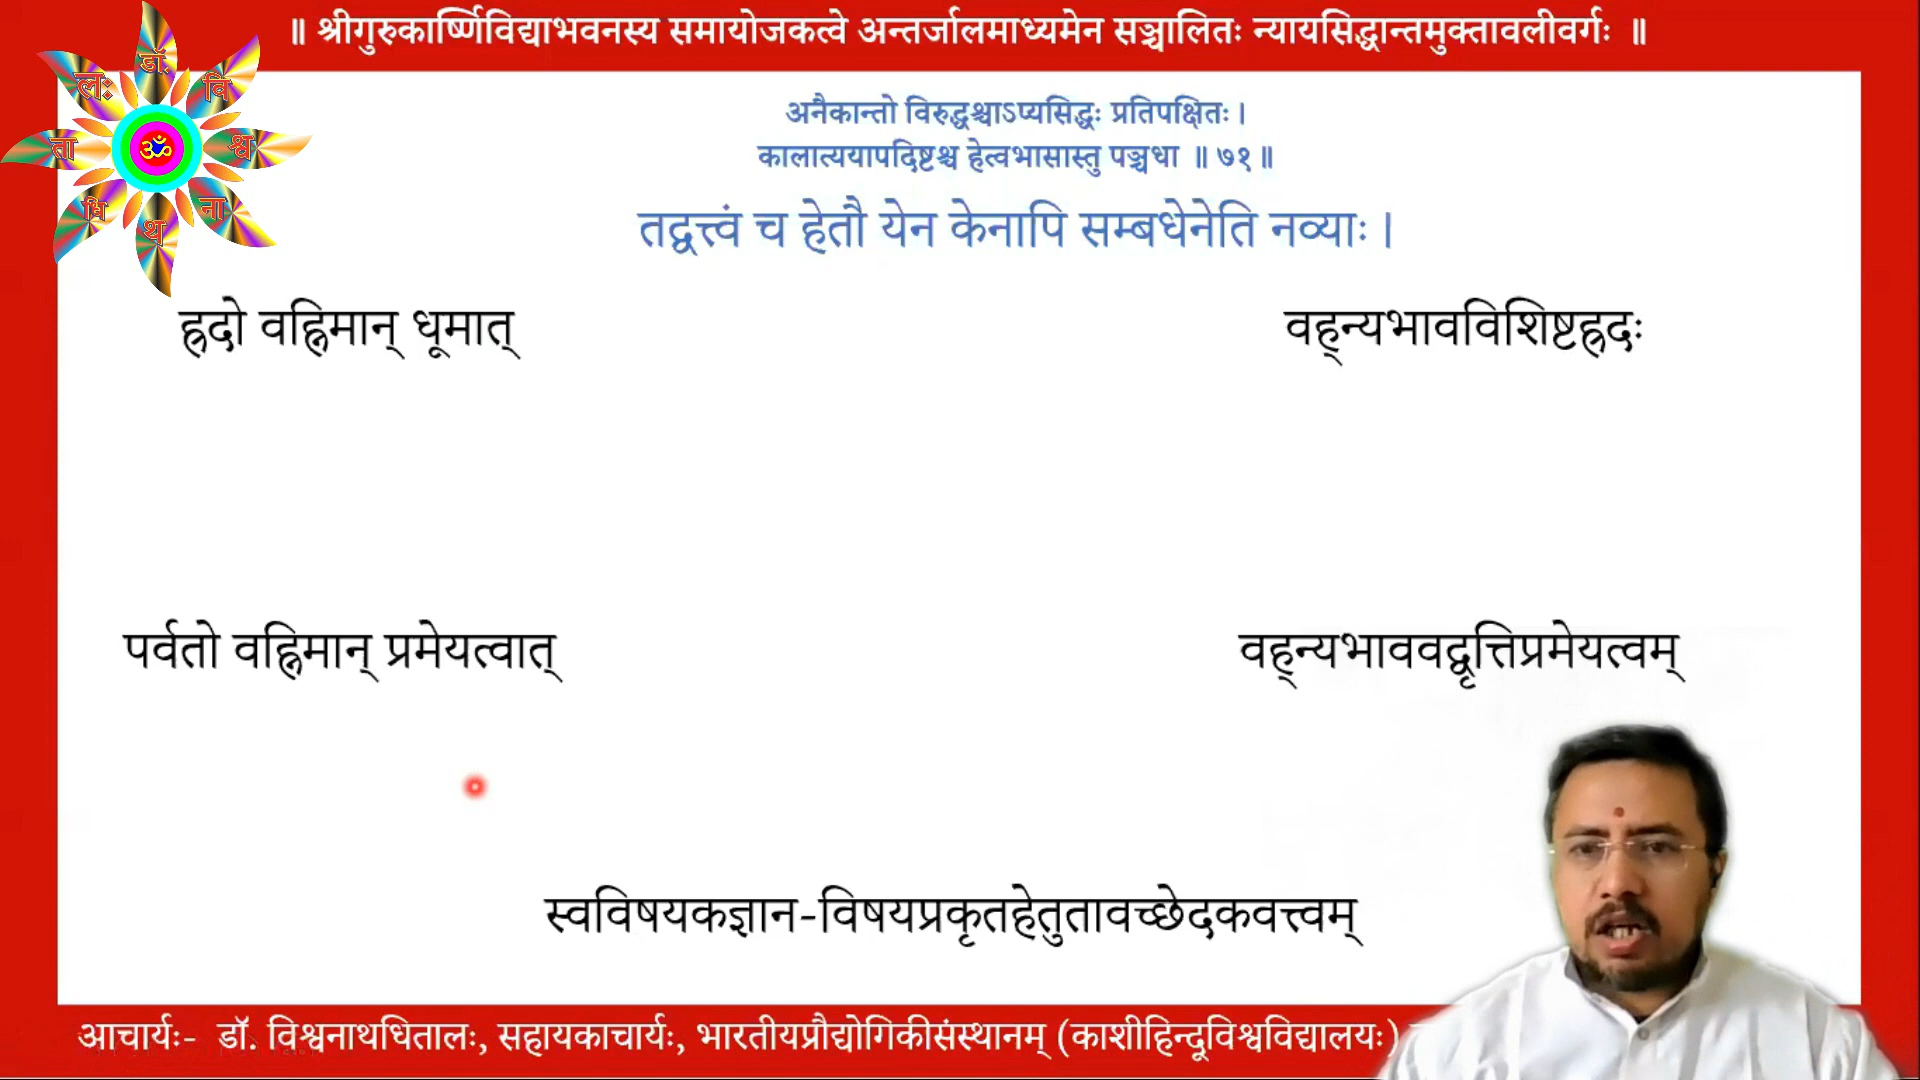 ॥ श्रीगुरुकार्ष्णिविद्याभवनस्य समायोजकत्वे अन्तर्जालमाध्यमेन सञ्चालितः न्यायसिद्धान्तमुक्तावलीवर्गः ॥
डॉ. विश्वनाथधितालः
ॐ
अनैकान्तो विरुद्धश्चाऽप्यसिद्धः प्रतिपक्षितः ।
कालात्ययापदिष्टश्च हेत्वभासास्तु पञ्चधा ॥ ७१ ॥
तद्वत्त्वं च हेतौ येन केनापि सम्बधेनेति नव्याः ।
ह्रदो वह्निमान् धूमात्
वह्न्यभावविशिष्टह्रदः
पर्वतो वह्निमान् प्रमेयत्वात्
वह्न्यभाववद्वृत्तिप्रमेयत्वम्
स्वविषयकज्ञान-विषयप्रकृतहेतुतावच्छेदकवत्त्वम्
आचार्यः- डॉ. विश्वनाथधितालः, सहायकाचार्यः, भारतीयप्रौद्योगिकीसंस्थानम् (काशीहिन्दूविश्वविद्यालयः)